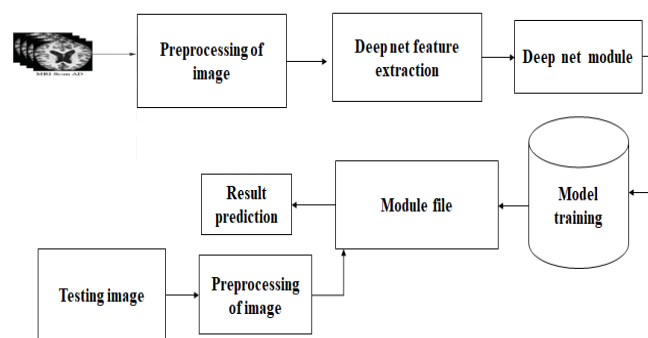 Preprocessing of
image
Deep net feature
extraction
Deep net module
MRI Scan AD
Result
prediction
Module file
Model
training
Testing image
Preprocessing
of image